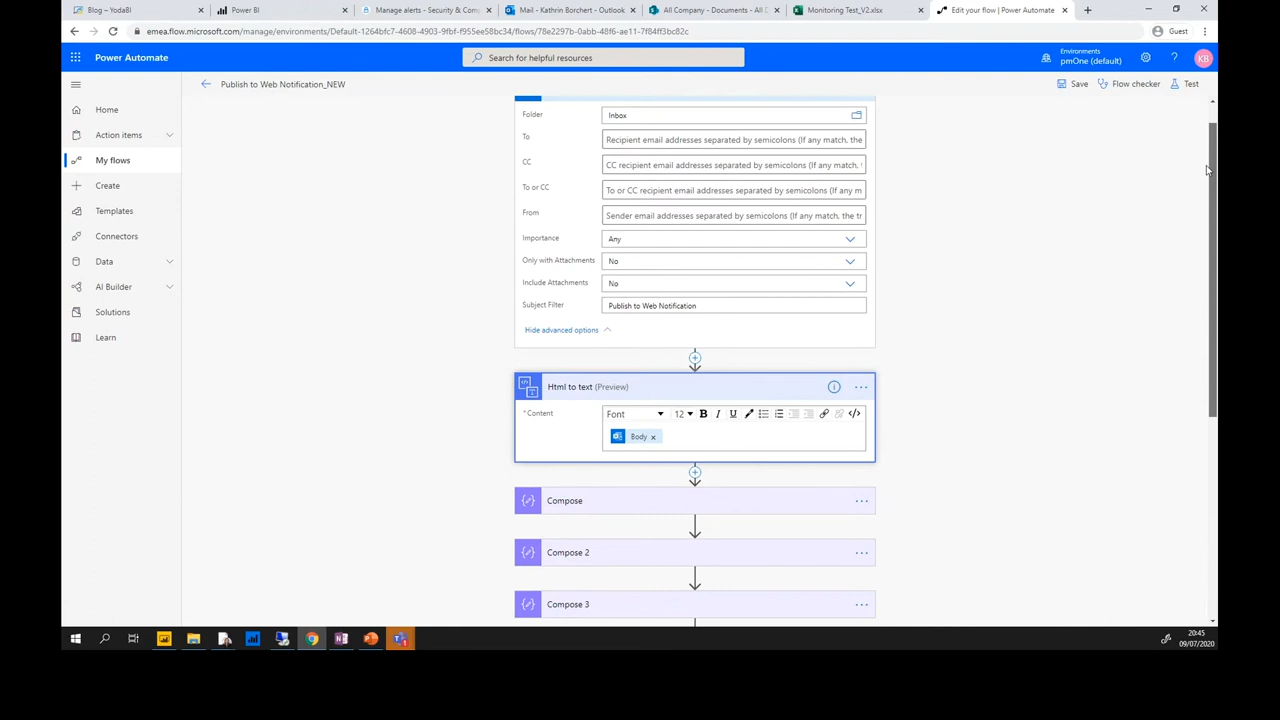 Blog – YodaBI
Power BI
Manage alerts - Security & Com
Mail - Kathrin Borchert - Outlook
All Company - Documents - All D
Monitoring Test_V2.xlsx
Edit your flow | Power Automate
emea.flow.microsoft.com/manage/environments/Default-1264bfc7-4608-4903-9fbf-f955ee58bc34/flows/78e2297b-0abb-48f6-ae11-7f84ff3bc82c
Guest
Power Automate
Search for helpful resources
Environments
pmOne (default)
KB
Publish to Web Notification_NEW
Save
Flow checker
Test
Home
Action items
My flows
Create
Templates
Connectors
Data
AI Builder
Solutions
Learn
Folder
Inbox
To
Recipient email addresses separated by semicolons (If any match, the
CC
CC recipient email addresses separated by semicolons (If any match,
To or CC
To or CC recipient email addresses separated by semicolons (If any m
From
Sender email addresses separated by semicolons (If any match, the tr
Importance
Any
Only with Attachments
No
Include Attachments
No
Subject Filter
Publish to Web Notification
Hide advanced options
Html to text (Preview)
* Content
Font
12
B I U
Body
Compose
Compose 2
Compose 3
20:45
09/07/2020